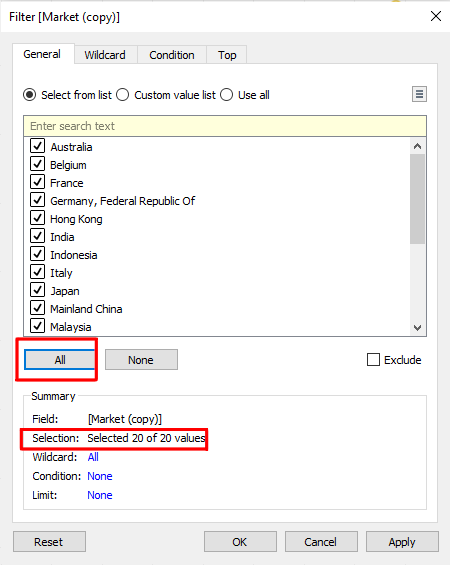 Filter [Market (copy)]
General Wildcard Condition Top
Select from list Custom value list Use all
Enter search text
Australia
Belgium
France
Germany, Federal Republic Of
Hong Kong
India
Indonesia
Italy
Japan
Mainland China
Malaysia
All None Exclude
Summary
Field: [Market (copy)]
Selection: Selected 20 of 20 values
Wildcard: All
Condition: None
Limit: None
Reset OK Cancel Apply